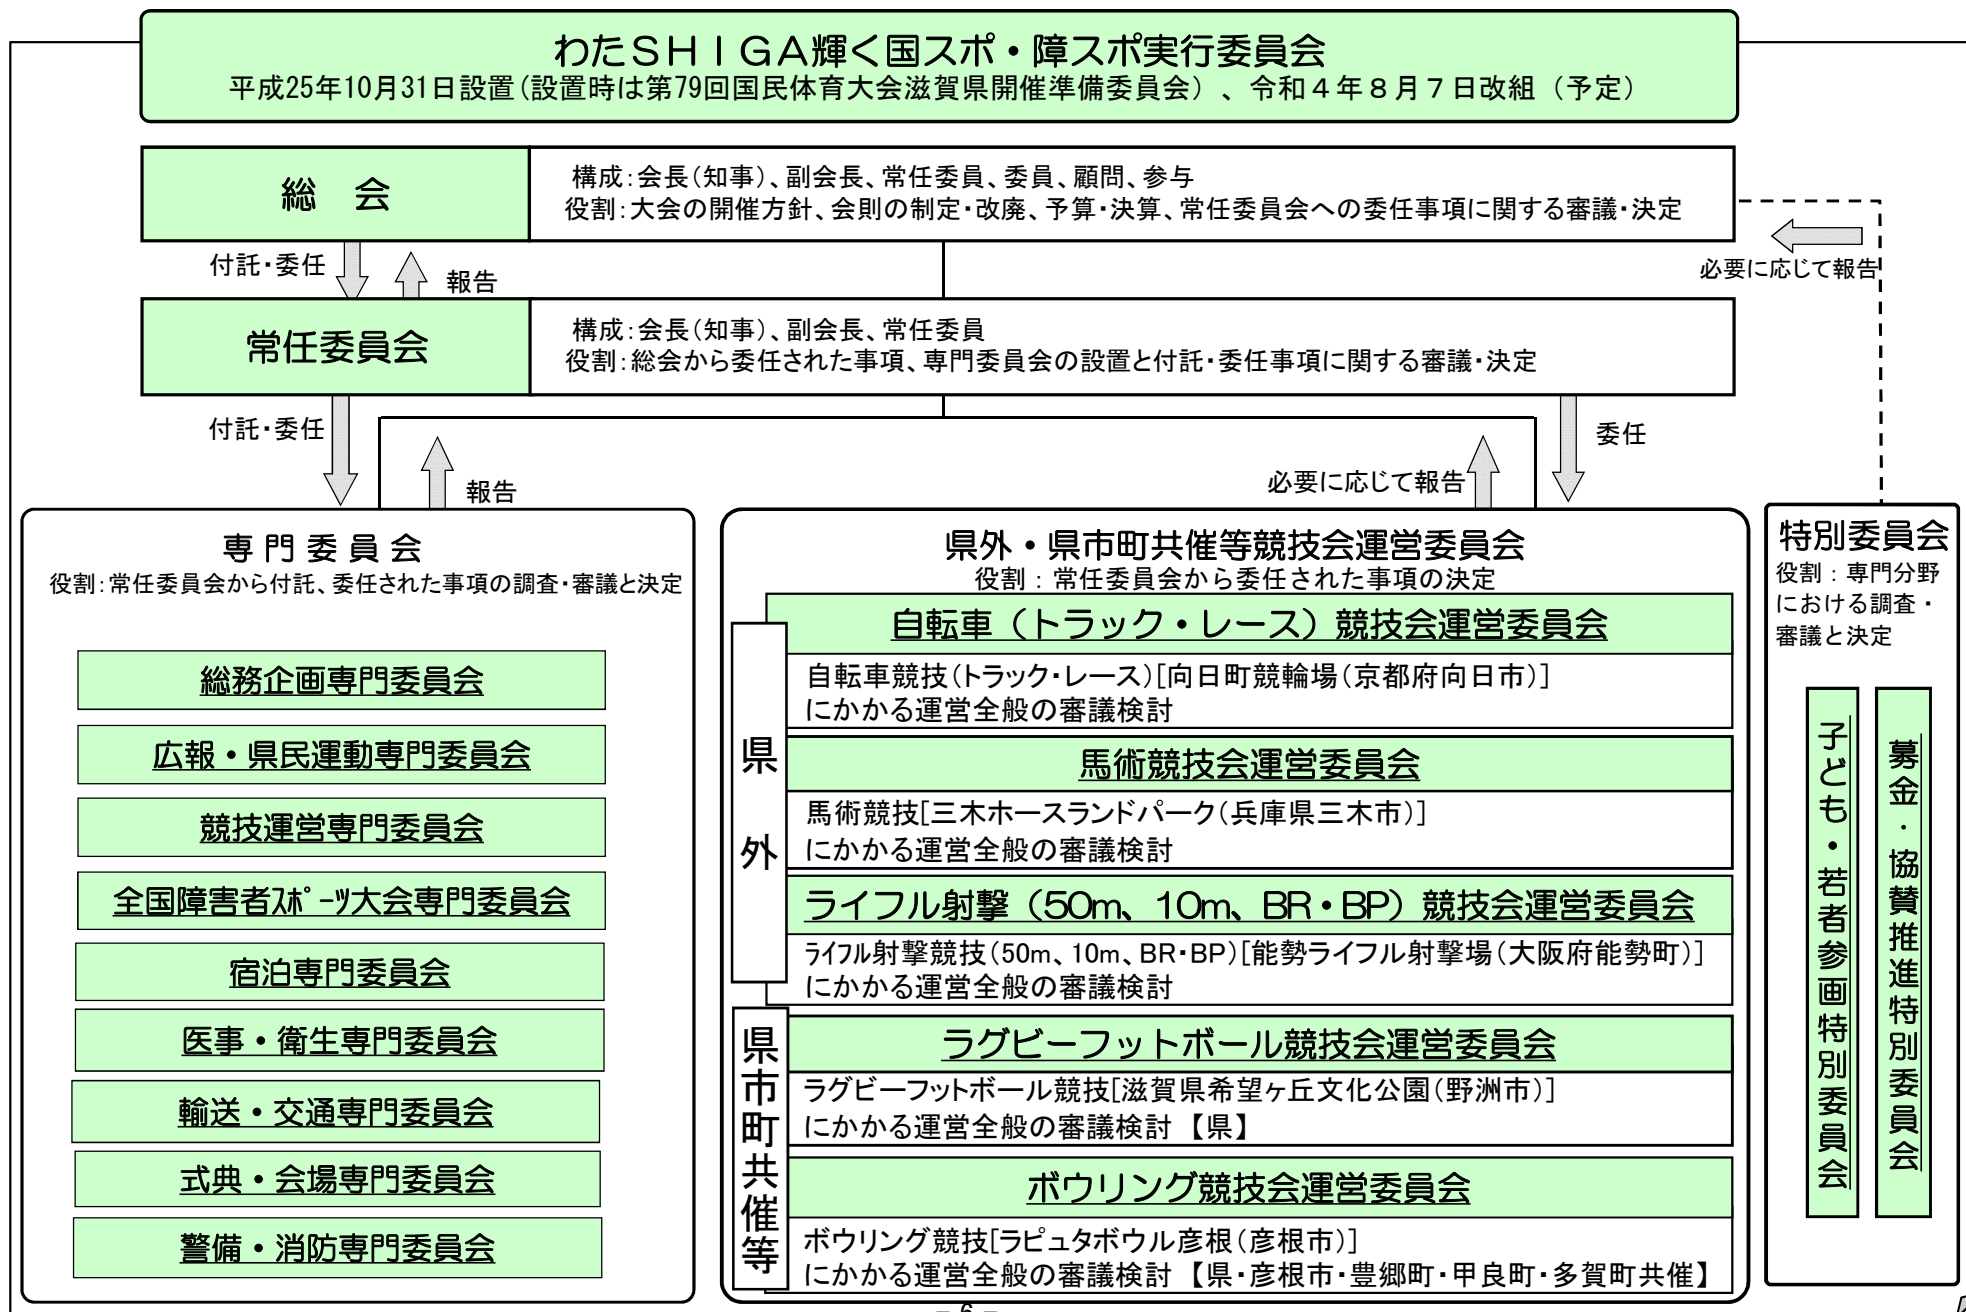 わたSHIGA輝く国スポ・障スポ実行委員会
平成25年10月31日設置(設置時は第79回国民体育大会滋賀県開催準備委員会)、令和４年８月７日改組（予定）
総　会
構成:会長(知事)、副会長、常任委員、委員、顧問、参与
役割:大会の開催方針、会則の制定・改廃、予算・決算、常任委員会への委任事項に関する審議・決定
付託・委任
報告
必要に応じて報告
常任委員会
構成:会長(知事)、副会長、常任委員
役割:総会から委任された事項、専門委員会の設置と付託・委任事項に関する審議・決定
付託・委任
報告
必要に応じて報告
委任
専 門 委 員 会
役割:常任委員会から付託、委任された事項の調査・審議と決定
総務企画専門委員会
広報・県民運動専門委員会
競技運営専門委員会
全国障害者ｽﾎﾟｰﾂ大会専門委員会
宿泊専門委員会
医事・衛生専門委員会
輸送・交通専門委員会
式典・会場専門委員会
警備・消防専門委員会
県外・県市町共催等競技会運営委員会
役割：常任委員会から委任された事項の決定
県外
自転車（トラック・レース）競技会運営委員会
自転車競技(トラック・レース)[向日町競輪場(京都府向日市)]
にかかる運営全般の審議検討
馬術競技会運営委員会
馬術競技[三木ホースランドパーク(兵庫県三木市)]
にかかる運営全般の審議検討
ライフル射撃（50m、10m、BR・BP）競技会運営委員会
ﾗｲﾌﾙ射撃競技(50m、10m、BR・BP)[能勢ライフル射撃場(大阪府能勢町)]
にかかる運営全般の審議検討
県市町共催等
ラグビーフットボール競技会運営委員会
ラグビーフットボール競技[滋賀県希望ヶ丘文化公園(野洲市)]
にかかる運営全般の審議検討【県】
ボウリング競技会運営委員会
ボウリング競技[ラピュタボウル彦根(彦根市)]
にかかる運営全般の審議検討【県・彦根市・豊郷町・甲良町・多賀町共催】
特別委員会
役割：専門分野
における調査・
審議と決定
募金・協賛推進特別委員会
子ども・若者参画特別委員会
- 6 -